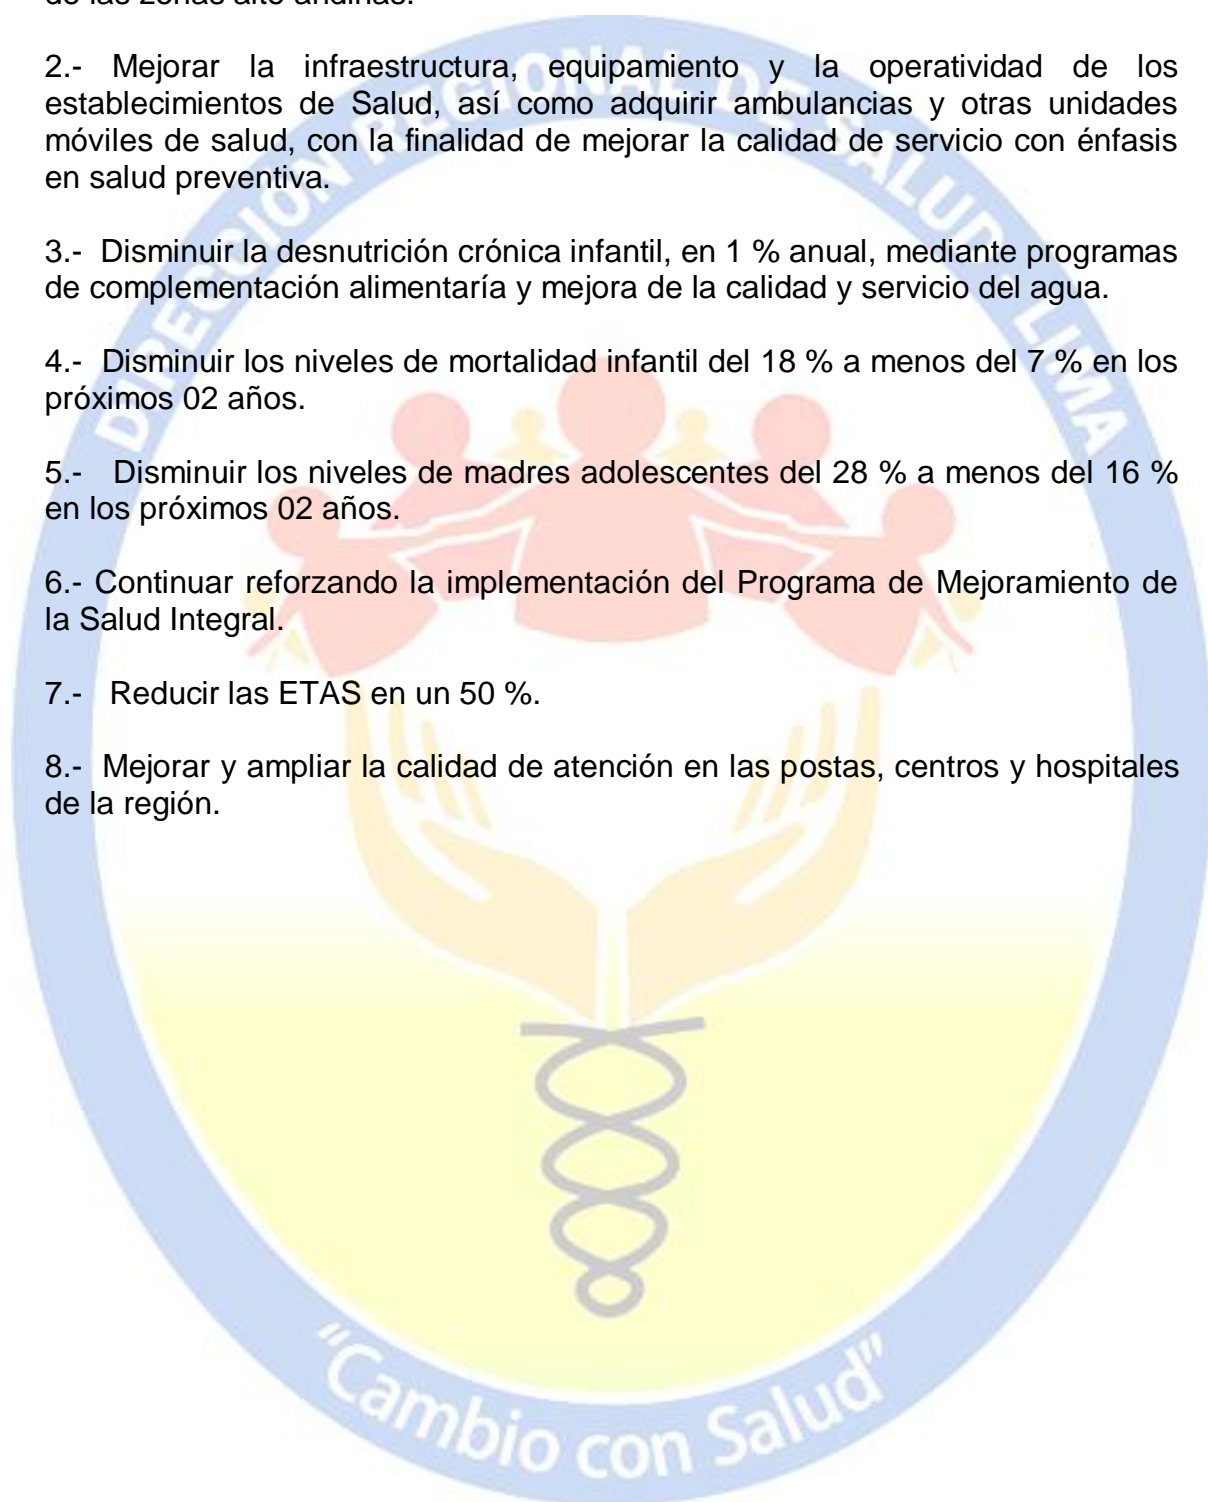 de las zonas alto andinas.
2.- Mejorar la infraestructura, equipamiento y la operatividad de los
establecimientos de Salud, así como adquirir ambulancias y otras unidades
móviles de salud, con la finalidad de mejorar la calidad de servicio con énfasis
en salud preventiva.
3.- Disminuir la desnutrición crónica infantil, en 1 % anual, mediante programas
de complementación alimentaría y mejora de la calidad y servicio del agua.
4.- Disminuir los niveles de mortalidad infantil del 18 % a menos del 7 % en los
próximos 02 años.
5.- Disminuir los niveles de madres adolescentes del 28 % a menos del 16 %
en los próximos 02 años.
6.- Continuar reforzando la implementación del Programa de Mejoramiento de
la Salud Integral.
7.- Reducir las ETAS en un 50 %.
8.- Mejorar y ampliar la calidad de atención en las postas, centros y hospitales
de la región.
DIRECCION REGIONAL DE SALUD - LIMA
"Cambio con Salud"